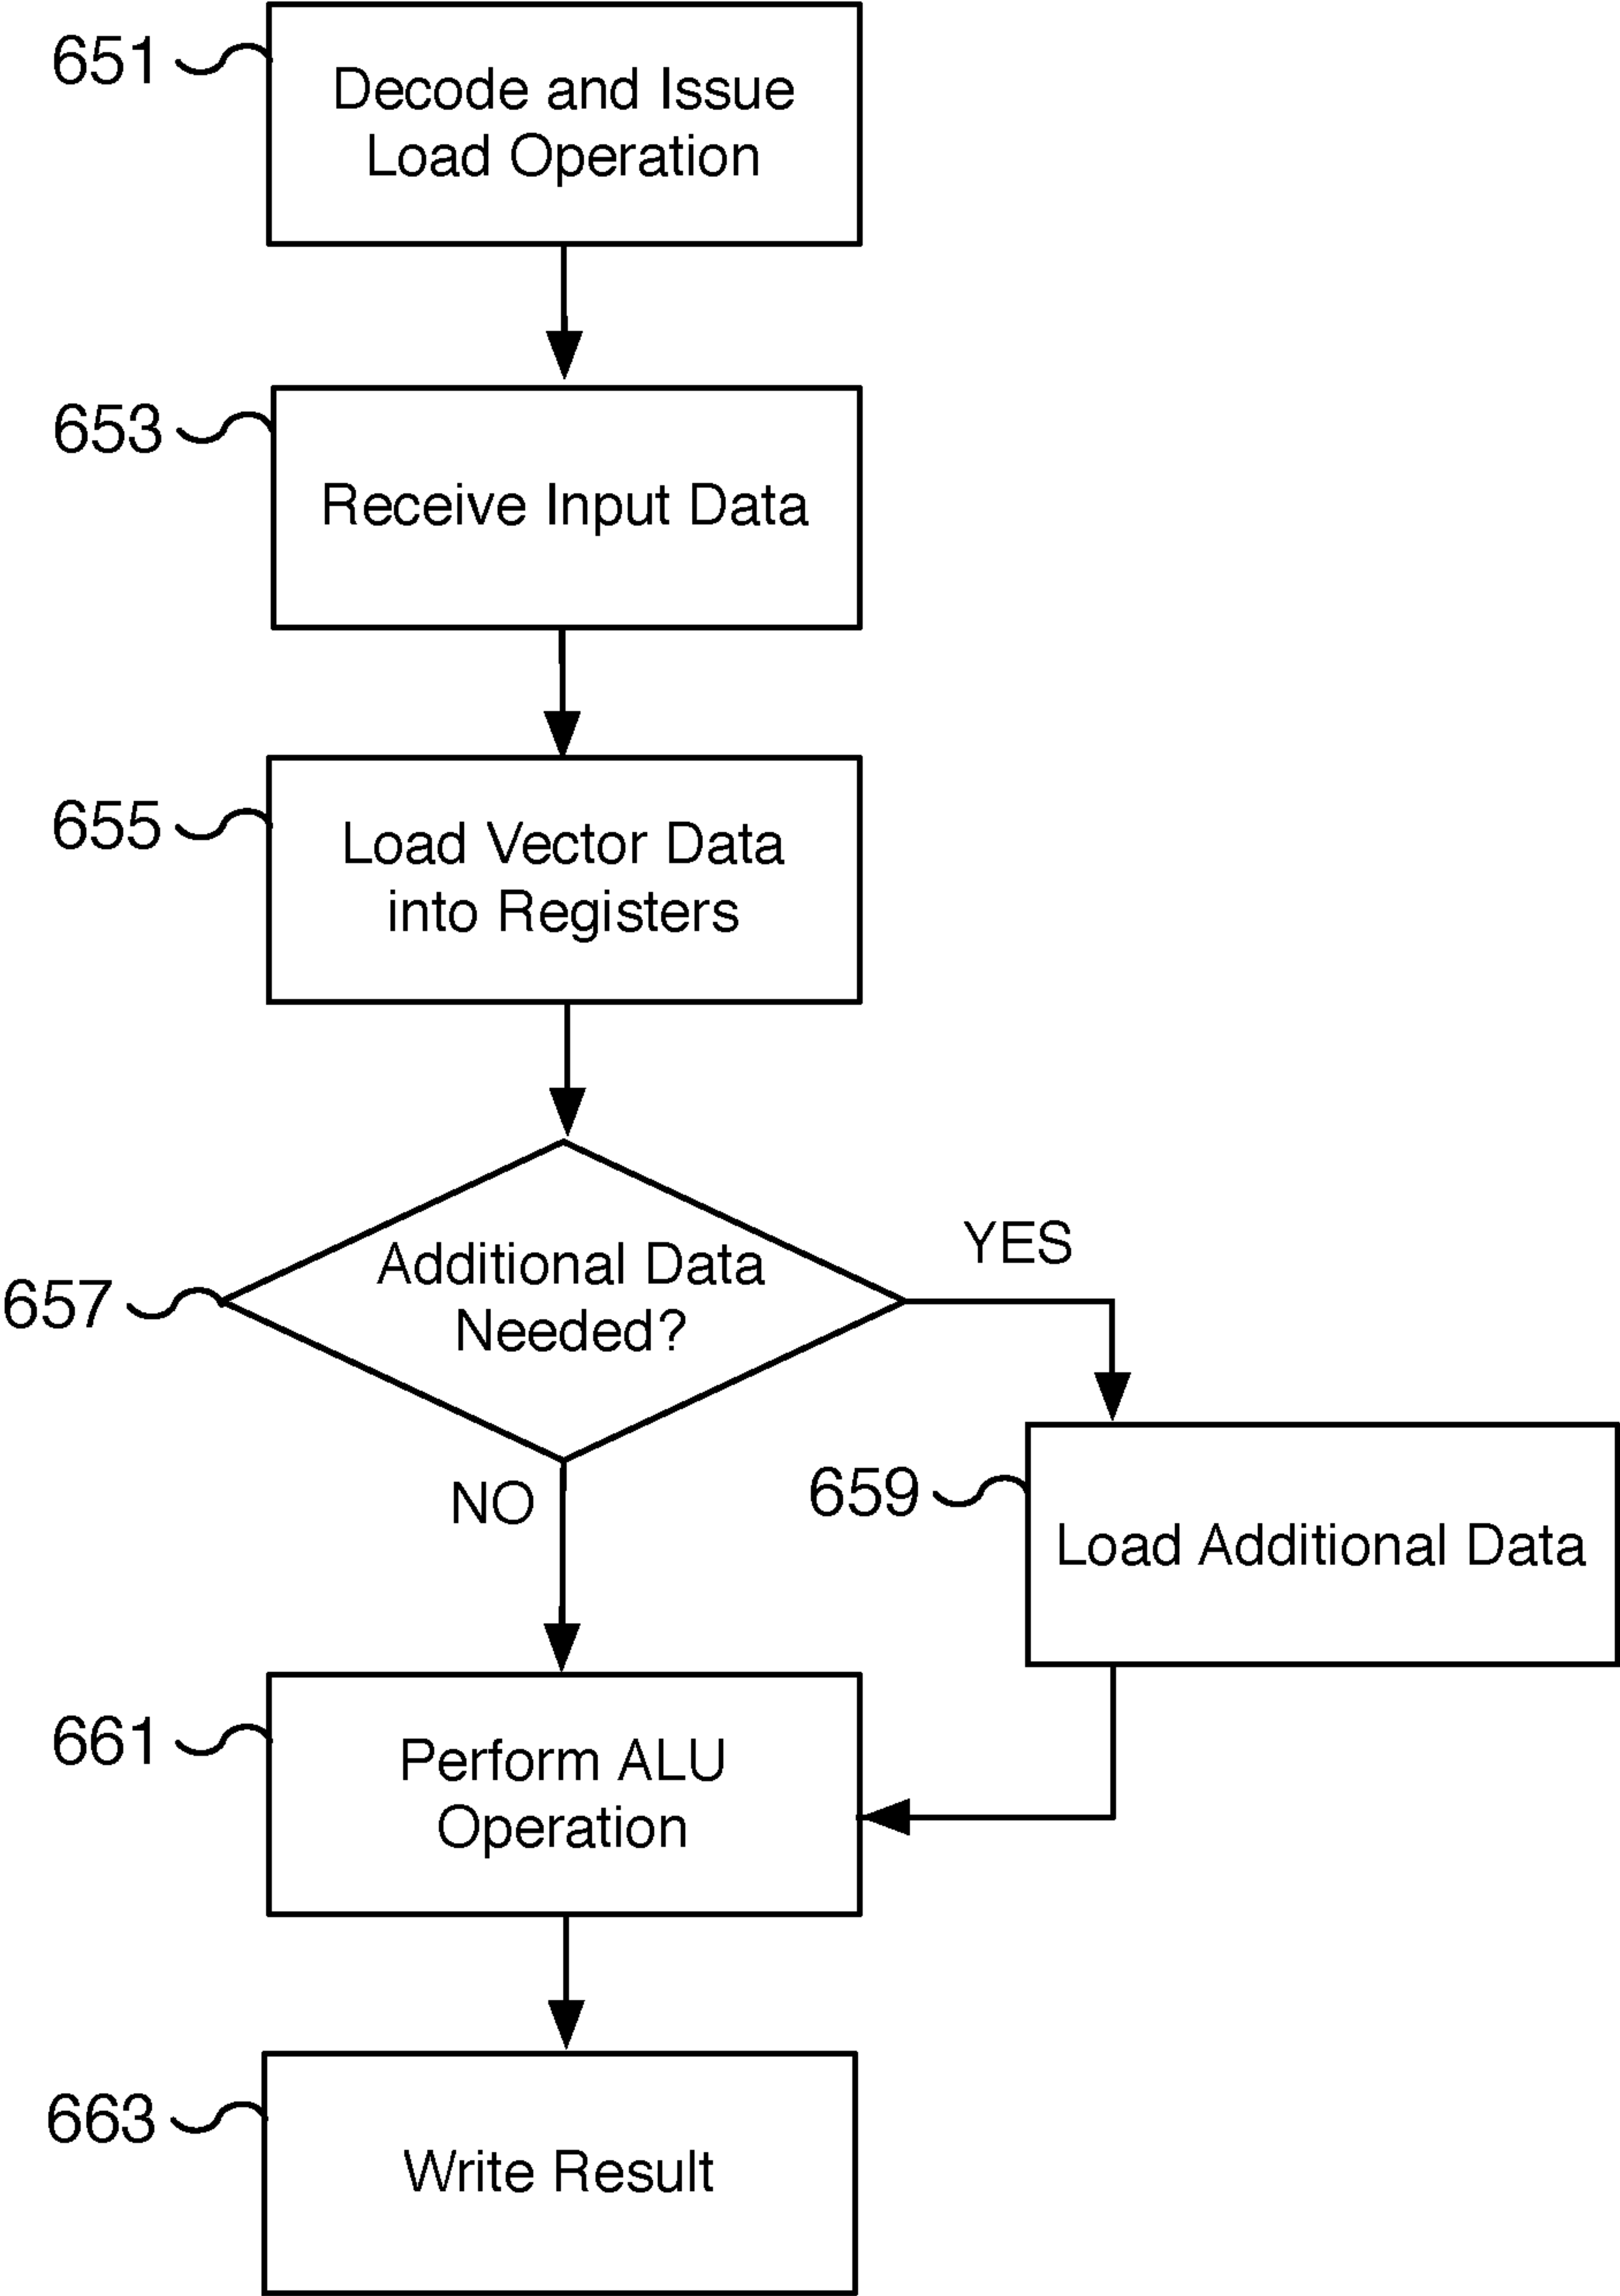 651
Decode and Issue
Load Operation
653
Receive Input Data
655
Load Vector Data
into Registers
657
Additional Data
Needed?
YES
NO
659
Load Additional Data
661
Perform ALU
Operation
663
Write Result